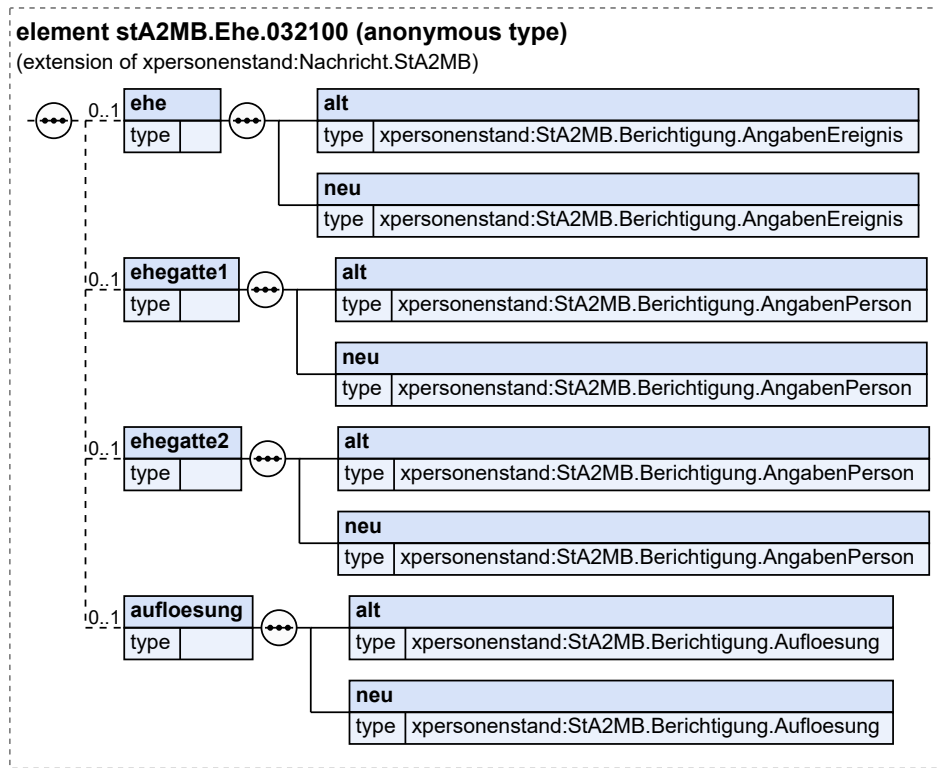 element stA2MB.Ehe.032100 (anonymous type)
(extension of xpersonenstand:Nachricht.StA2MB)
0..1
ehe
type
alt
type xpersonenstand:StA2MB.Berichtigung.AngabenEreignis
neu
type xpersonenstand:StA2MB.Berichtigung.AngabenEreignis
0..1
ehegatte1
type
alt
type xpersonenstand:StA2MB.Berichtigung.AngabenPerson
neu
type xpersonenstand:StA2MB.Berichtigung.AngabenPerson
0..1
ehegatte2
type
alt
type xpersonenstand:StA2MB.Berichtigung.AngabenPerson
neu
type xpersonenstand:StA2MB.Berichtigung.AngabenPerson
0..1
aufloesung
type
alt
type xpersonenstand:StA2MB.Berichtigung.Aufloesung
neu
type xpersonenstand:StA2MB.Berichtigung.Aufloesung